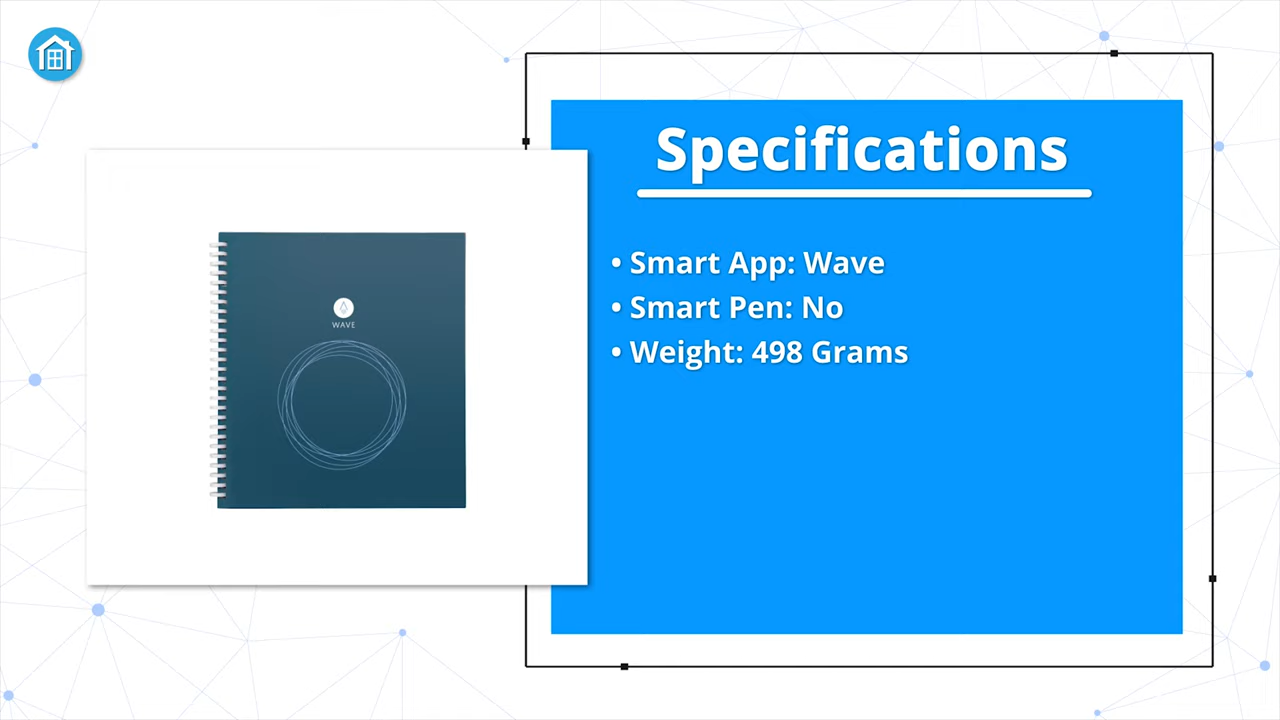 Specifications
• Smart App: Wave
• Smart Pen: No
• Weight: 498 Grams
WAVE